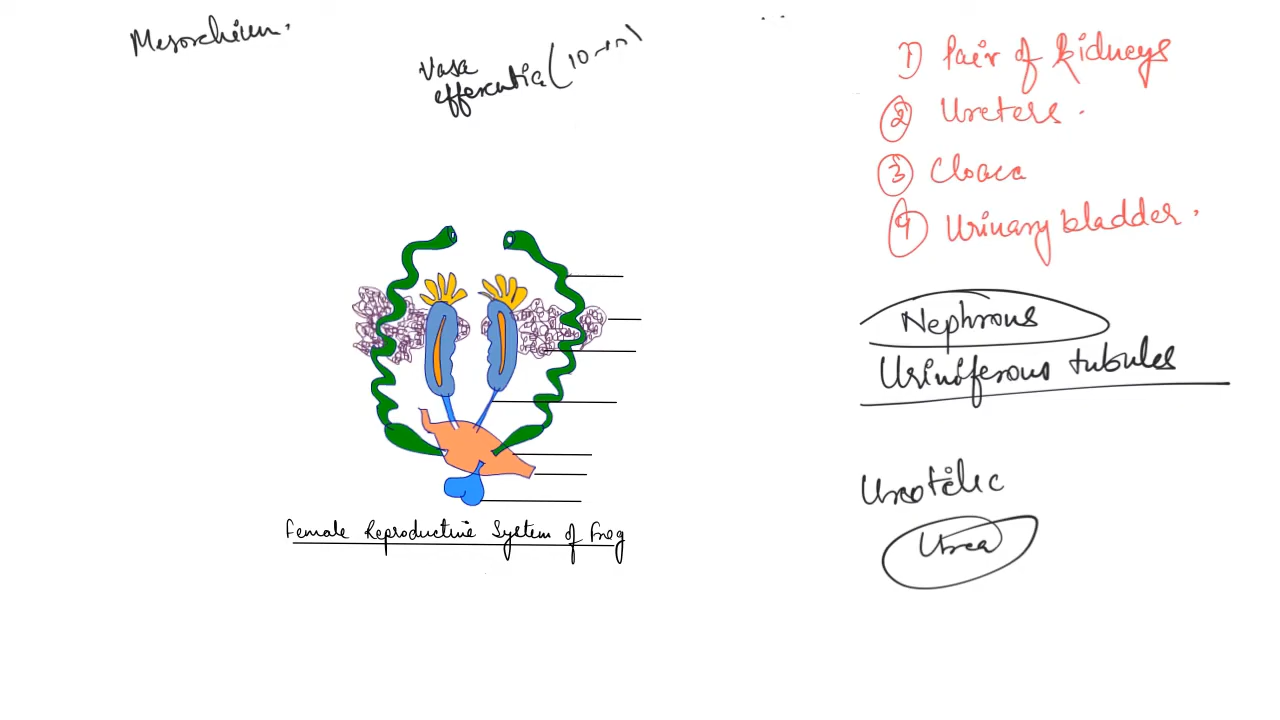 Mesorchium.
Vasa
efferentia (10-
Female Reproductive System of Frog
1) Pair of kidneys
2 Ureters.
3 Cloaca
4 Urinary bladder.
Nephrons
Uriniferous tubules
Ureotelic
Urea